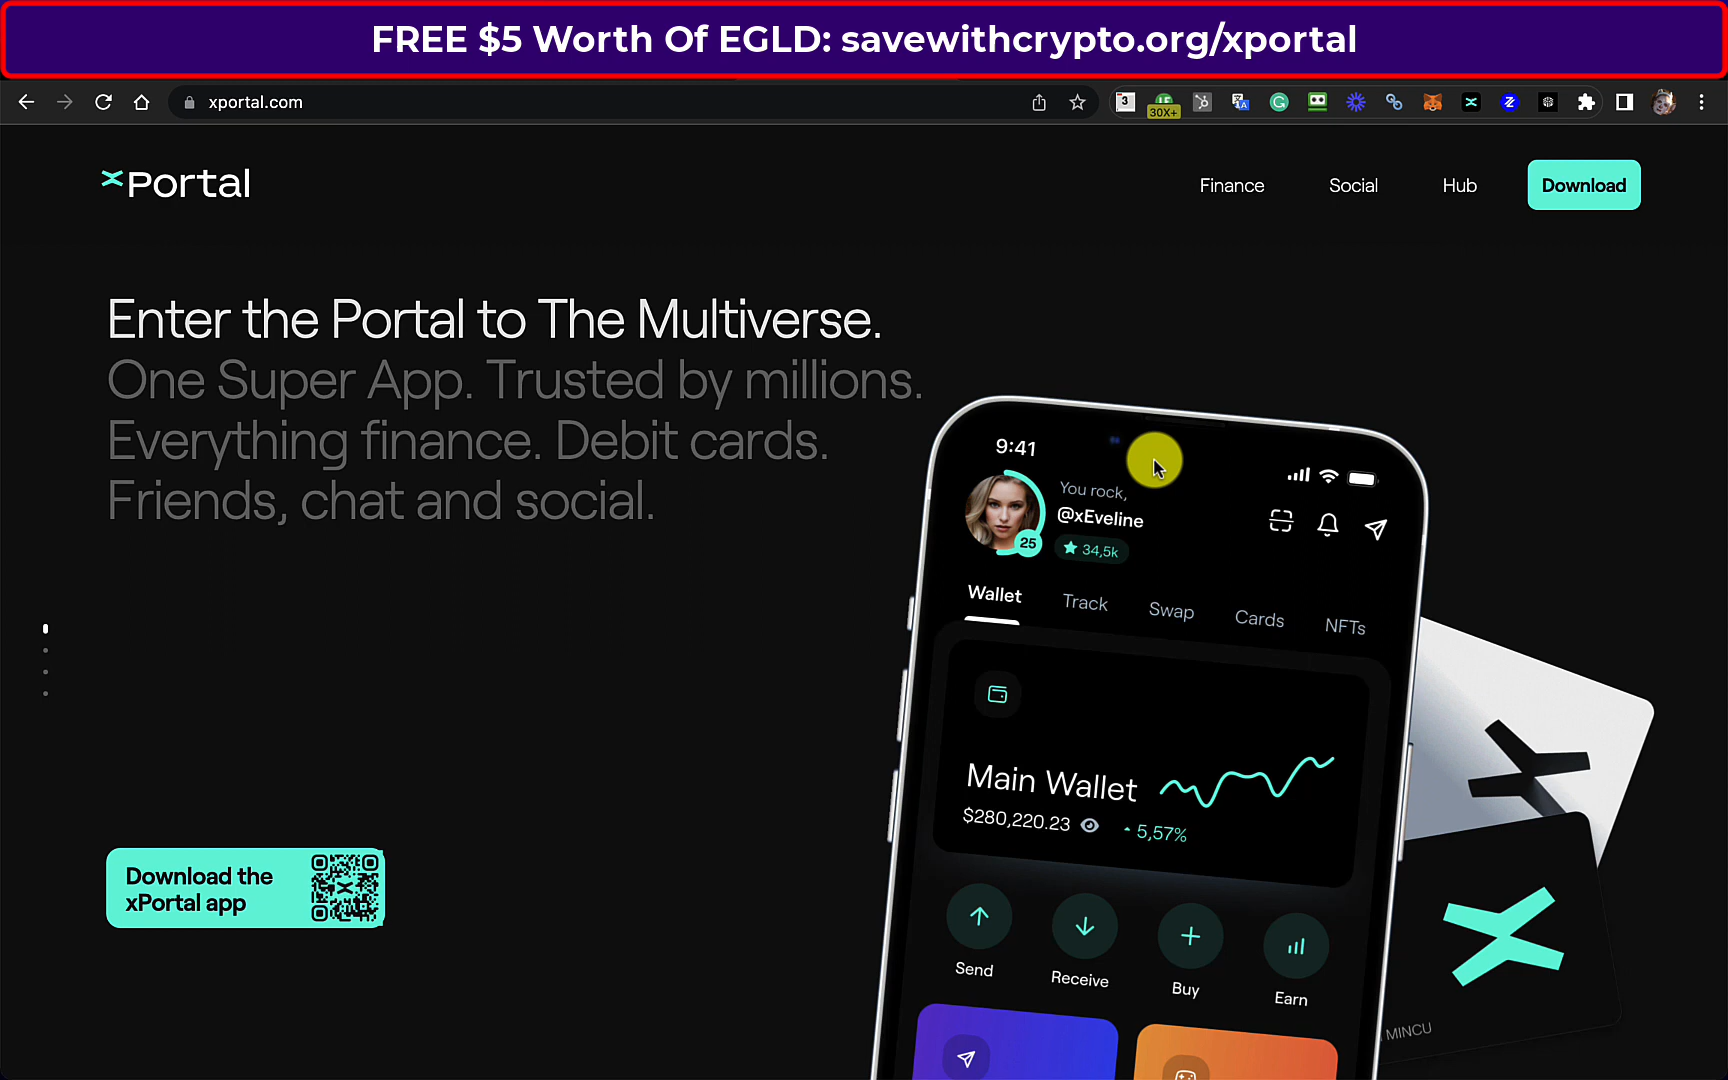 FREE $5 Worth Of EGLD: savewithcrypto.org/xportal
xportal.com
3
30X+
xPortal
Finance
Social
Hub
Download
Enter the Portal to The Multiverse.
One Super App. Trusted by millions.
Everything finance. Debit cards.
Friends, chat and social.
9:41
You rock,
@xEveline
25
34,5k
Wallet
Track
Swap
Cards
NFTs
Main Wallet
$280,220.23
5,57%
Download the
xPortal app
Send
Receive
Buy
Earn
MINCU